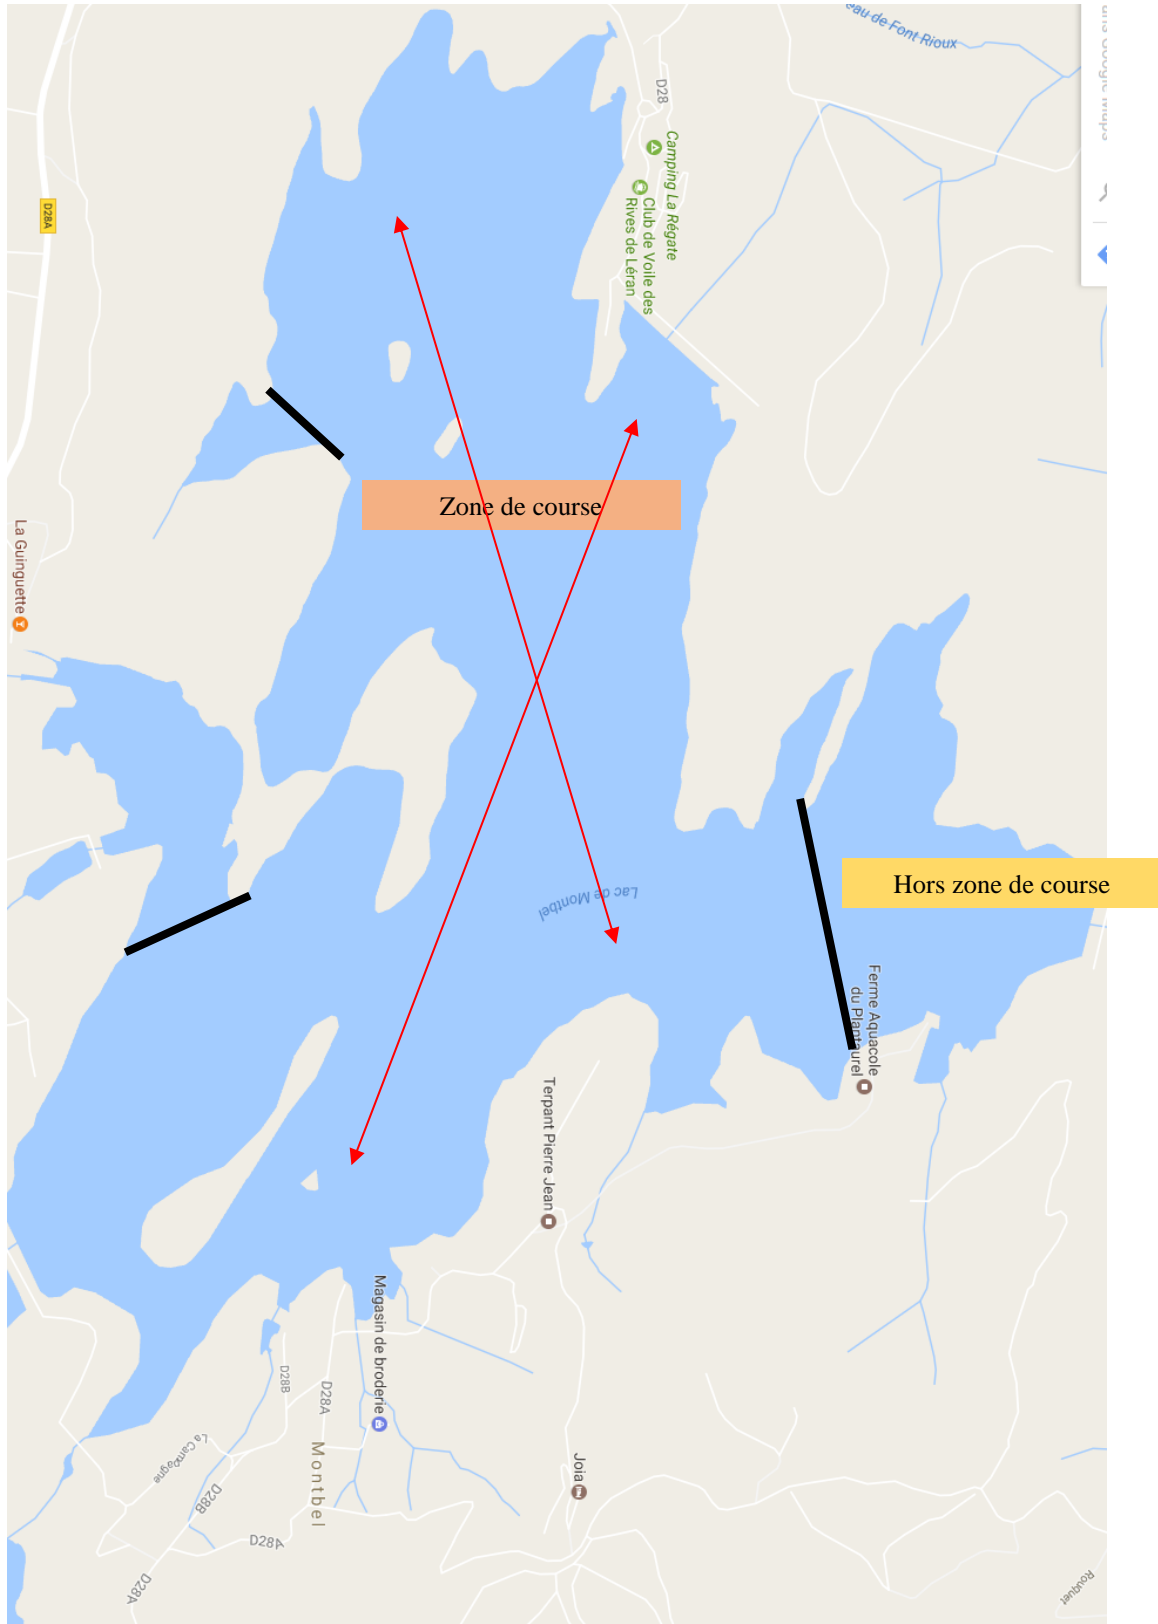 eau de Font Rioux
D28
Camping La Régate
Club de Voile des
Rives de Léran
D28A
Zone de course
La Guinguette
Lac de Montbel
Hors zone de course
Ferme Aquacole
du Plantaurel
Terpant Pierre Jean
Magasin de broderie
D28B
D28A
Montbel
La Campagne
D28B
D28A
D28A
Joia
Rouquet